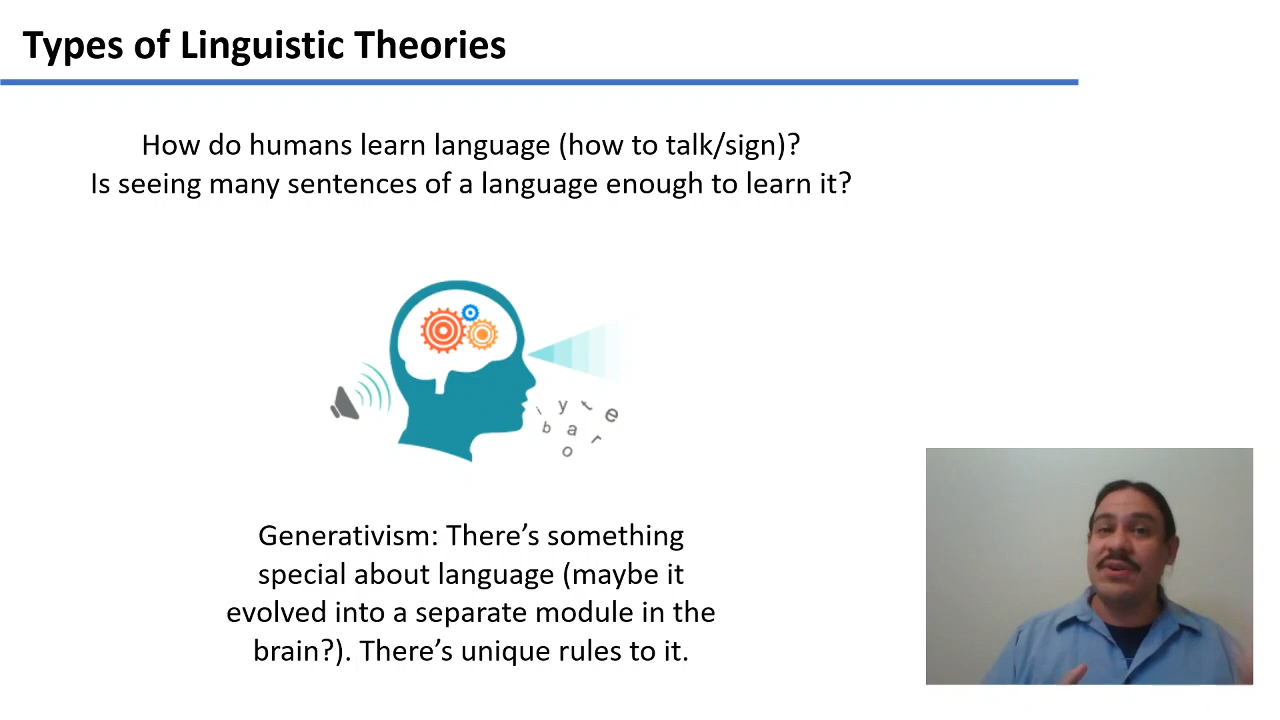 Types of Linguistic Theories
How do humans learn language (how to talk/sign)?
Is seeing many sentences of a language enough to learn it?
y t e
b a r
o
Generativism: There’s something
special about language (maybe it
evolved into a separate module in the
brain?). There’s unique rules to it.